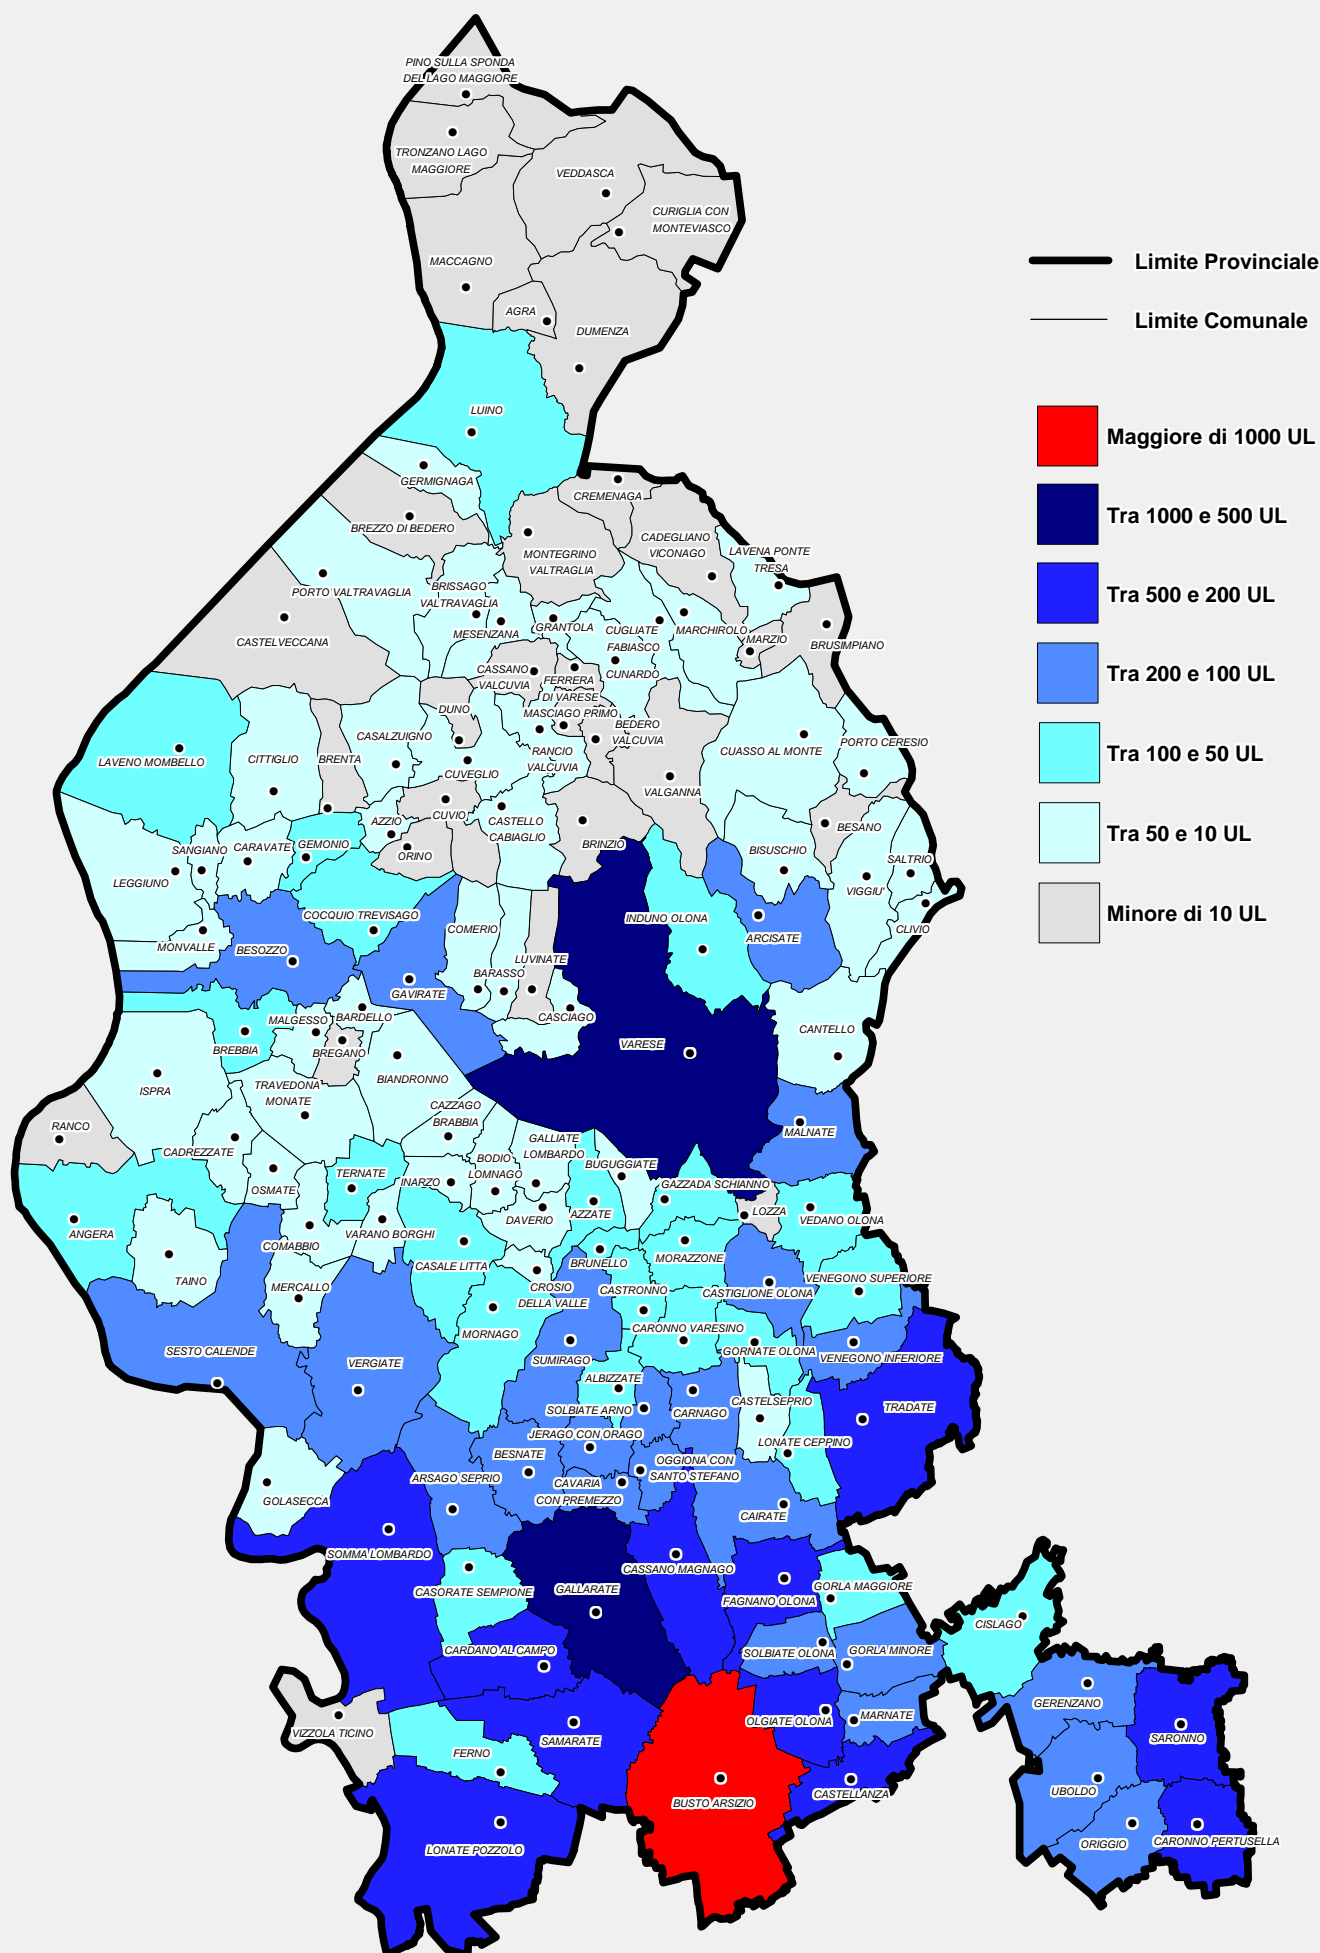 PINO SULLA SPONDA
DEL LAGO MAGGIORE
TRONZANO LAGO
MAGGIORE
VEDDASCA
CURIGLIA CON
MONTEVIASCO
MACCAGNO
AGRA
DUMENZA
Limite Provinciale
Limite Comunale
LUINO
Maggiore di 1000 UL
GERMIGNAGA
CREMENAGA
Tra 1000 e 500 UL
BREZZO DI BEDERO
CADEGLIANO
VICONAGO
MONTEGRINO
VALTRAGLIA
LAVENA PONTE
TRESA
Tra 500 e 200 UL
PORTO VALTRAVAGLIA
BRISSAGO
VALTRAVAGLIA
CASTELVECCANA
MESENZANA
GRANTOLA
CUGLIATE
FABIASCO
MARCHIROLO
MARZIO
BRUSIMPIANO
CASSANO
VALCUVIA
FERRERA
DI VARESE
CUNARDO
Tra 200 e 100 UL
DUNO
MASCIAGO PRIMO
BEDERO
VALCUVIA
LAVENO MOMBELLO
CITTIGLIO
BRENTA
CASALZUIGNO
CUVEGLIO
RANCIO
VALCUVIA
CUASSO AL MONTE
PORTO CERESIO
Tra 100 e 50 UL
VALGANNA
AZZIO
CUVIO
CASTELLO
CABIAGLIO
BRINZIO
BESANO
Tra 50 e 10 UL
SANGIANO
CARAVATE
GEMONIO
ORINO
BISUSCHIO
SALTRIO
LEGGIUNO
VIGGIU'
COCQUIO TREVISAGO
INDUNO OLONA
ARCISATE
CLIVIO
Minore di 10 UL
MONVALLE
BESOZZO
COMERIO
LUVINATE
BARASSO
GAVIRATE
CASCIAGO
BARDELLO
MALGESSO
BREBBIA
BREGANO
CANTELLO
VARESE
BIANDRONNO
ISPRA
TRAVEDONA
MONATE
CAZZAGO
BRABBIA
RANCO
CADREZZATE
GALLIATE
LOMBARDO
MALNATE
BODIO
LOMNAGO
BUGUGGIATE
OSMATE
TERNATE
INARZO
GAZZADA SCHIANNO
AZZATE
LOZZA
VEDANO OLONA
DAVERIO
ANGERA
COMABBIO
VARANO BORGHI
TAINO
CASALE LITTA
BRUNELLO
MORAZZONE
MERCALLO
CROSIO
DELLA VALLE
CASTRONNO
CASTIGLIONE OLONA
VENEGONO SUPERIORE
MORNAGO
CARONNO VARESINO
SESTO CALENDE
VERGIATE
SUMIRAGO
GORNATE OLONA
VENEGONO INFERIORE
ALBIZZATE
SOLBIATE ARNO
CARNAGO
CASTELSEPRIO
TRADATE
JERAGO CON ORAGO
LONATE CEPPINO
BESNATE
OGGIONA CON
SANTO STEFANO
ARSAGO SEPRIO
CAVARIA
CON PREMEZZO
GOLASECCA
CAIRATE
SOMMA LOMBARDO
CASSANO MAGNAGO
CASORATE SEMPIONE
GALLARATE
FAGNANO OLONA
GORLA MAGGIORE
CISLAGO
CARDANO AL CAMPO
SOLBIATE OLONA
GORLA MINORE
GERENZANO
VIZZOLA TICINO
OLGIATE OLONA
MARNATE
SAMARATE
SARONNO
FERNO
UBOLDO
CASTELLANZA
BUSTO ARSIZIO
ORIGGIO
CARONNO PERTUSELLA
LONATE POZZOLO